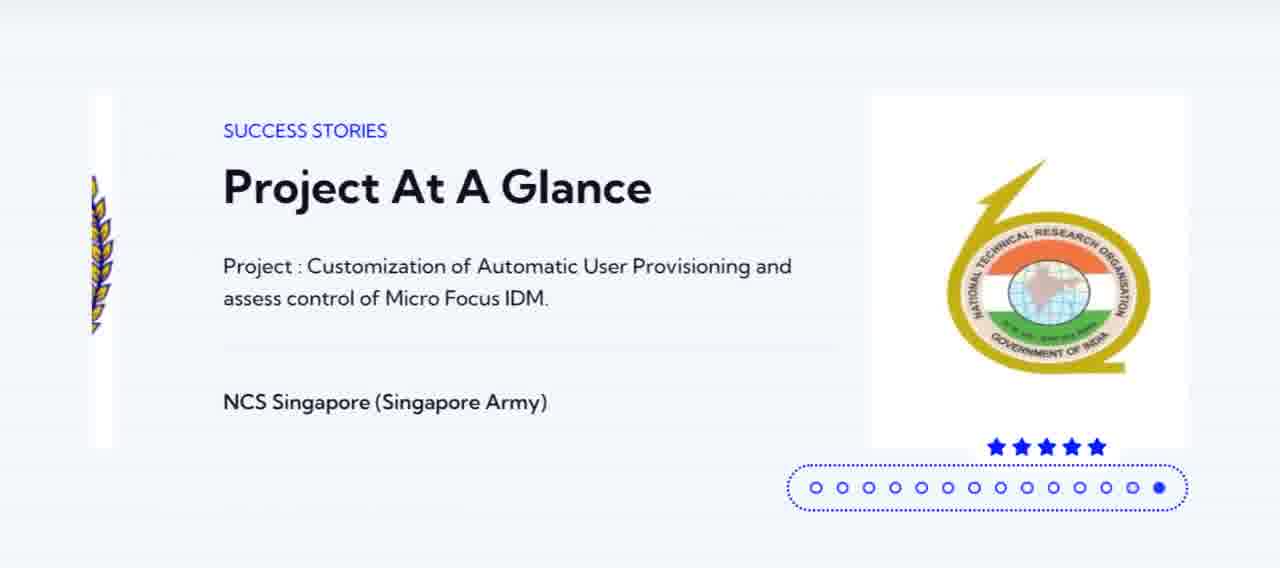 SUCCESS STORIES
Project At A Glance
Project : Customization of Automatic User Provisioning and
assess control of Micro Focus IDM.
NCS Singapore (Singapore Army)
NATIONAL TECHNICAL RESEARCH ORGANISATION
GOVERNMENT OF INDIA